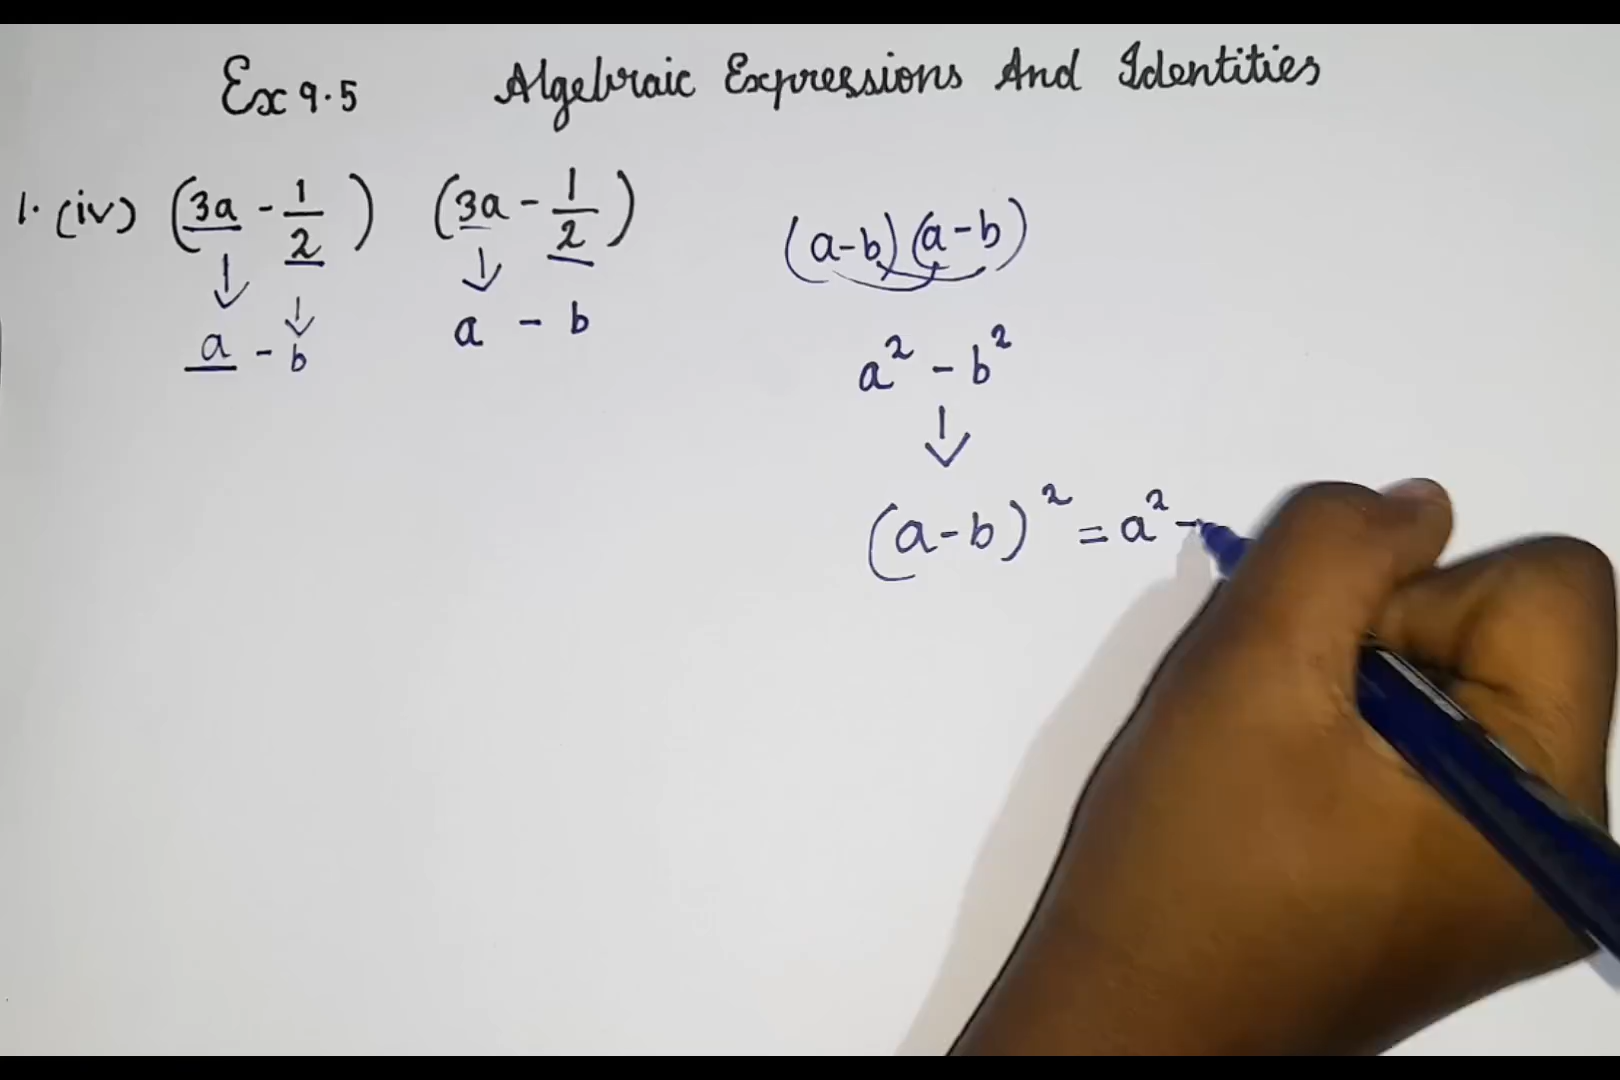 Ex 9.5 Algebraic Expressions And Identities
1. (iv) (3a - 1/2) (3a - 1/2)
a - b a - b
(a-b)(a-b)
a² - b²
(a-b)² = a² -